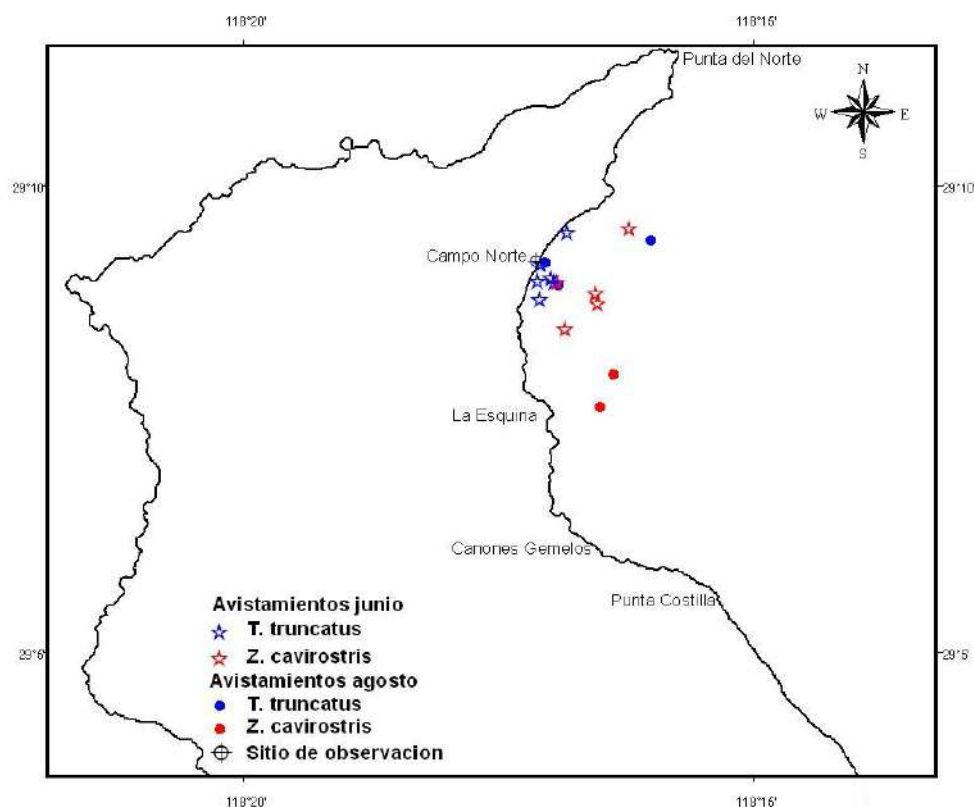 118°20'
118°15'
Punta del Norte
N
W
E
S
29°10'
29°10'
Campo Norte
La Esquina
Canones Gemelos
Punta Costilla
Avistamientos junio
T. truncatus
Z. cavirostris
Avistamientos agosto
T. truncatus
Z. cavirostris
Sitio de observacion
29°5'
29°5'
118°20'
118°15'